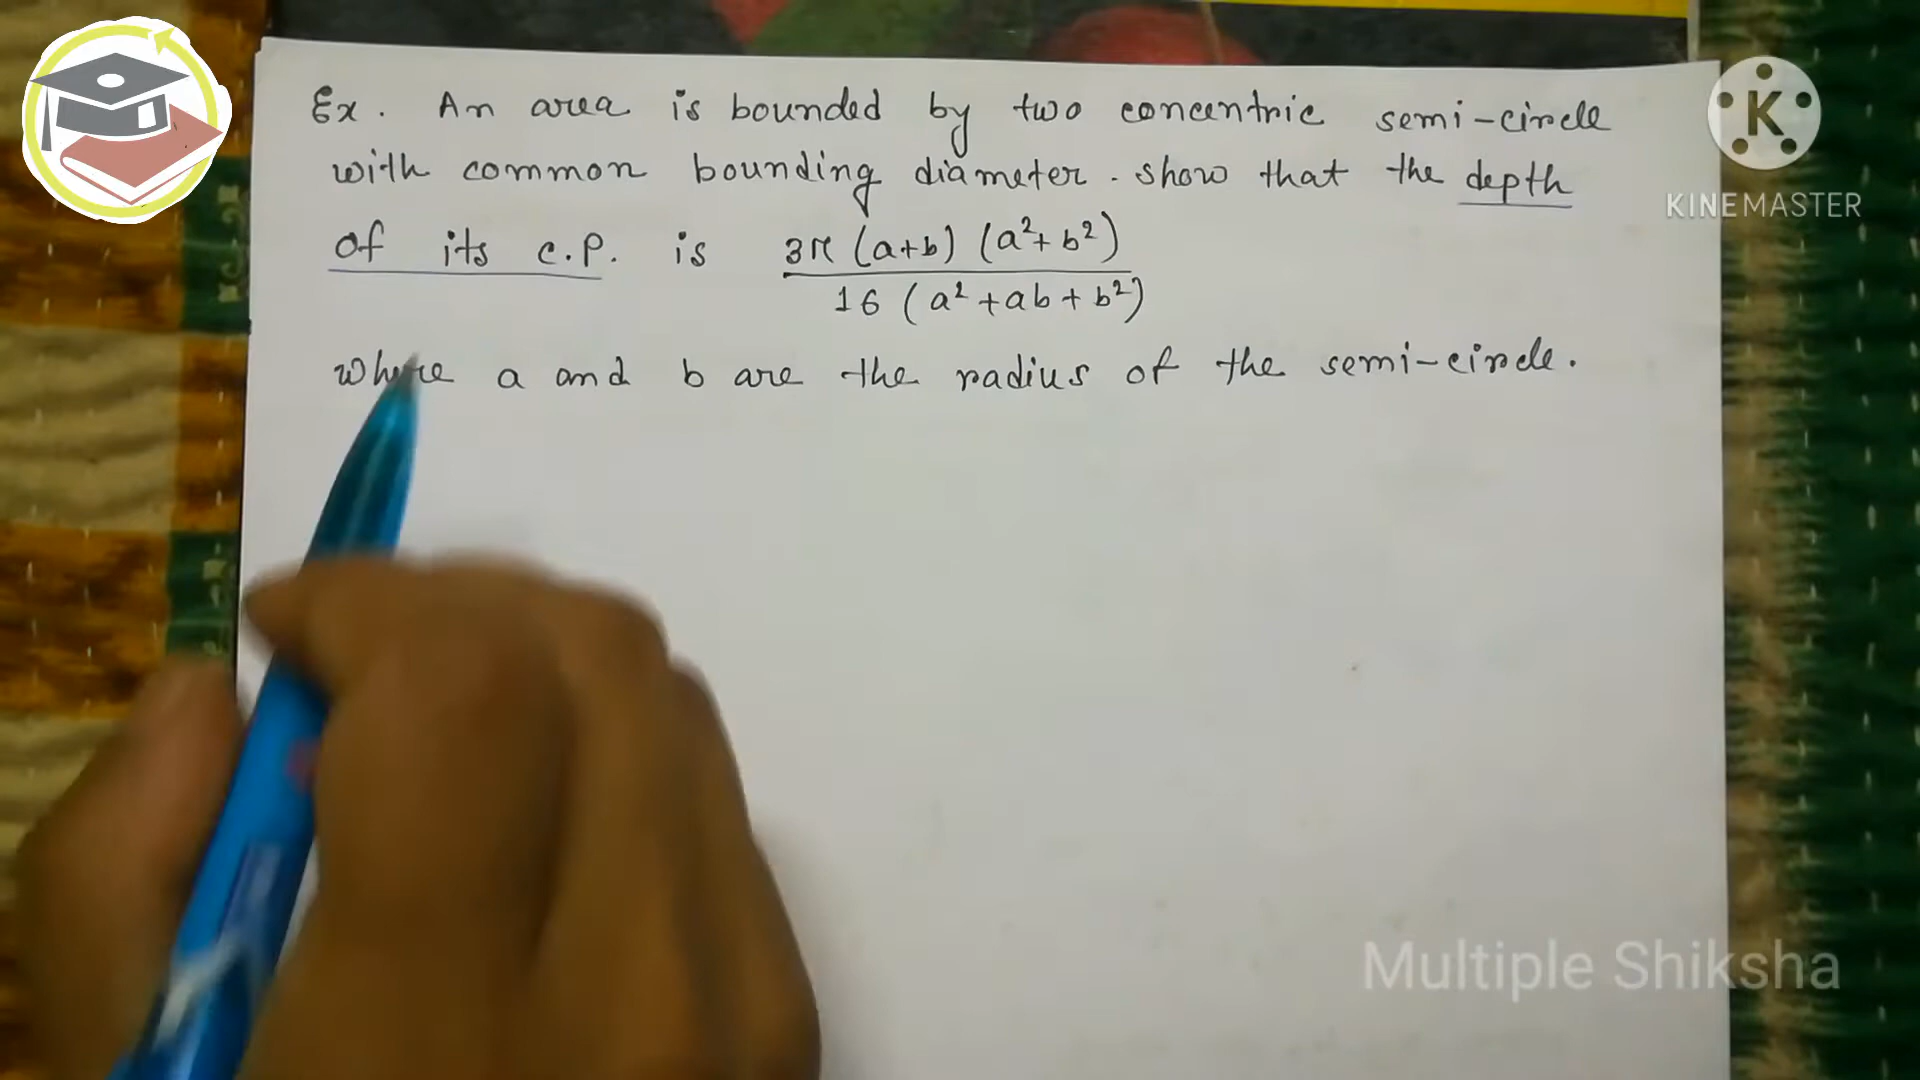 Ex. An area is bounded by two concentric semi-circle
with common bounding diameter. show that the depth
of its c.p. is 3π (a+b) (a²+b²) / 16 (a²+ab+b²)
where a and b are the radius of the semi-circle.
K
KINEMASTER
Multiple Shiksha